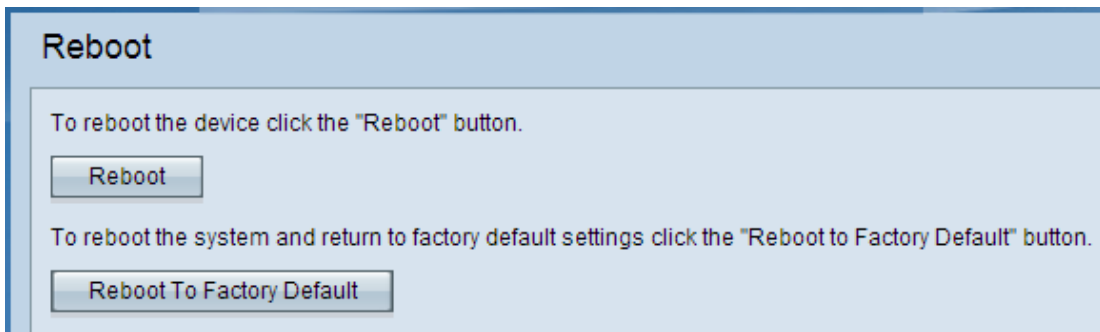 Reboot
To reboot the device click the "Reboot" button.
Reboot
To reboot the system and return to factory default settings click the "Reboot to Factory Default" button.
Reboot To Factory Default